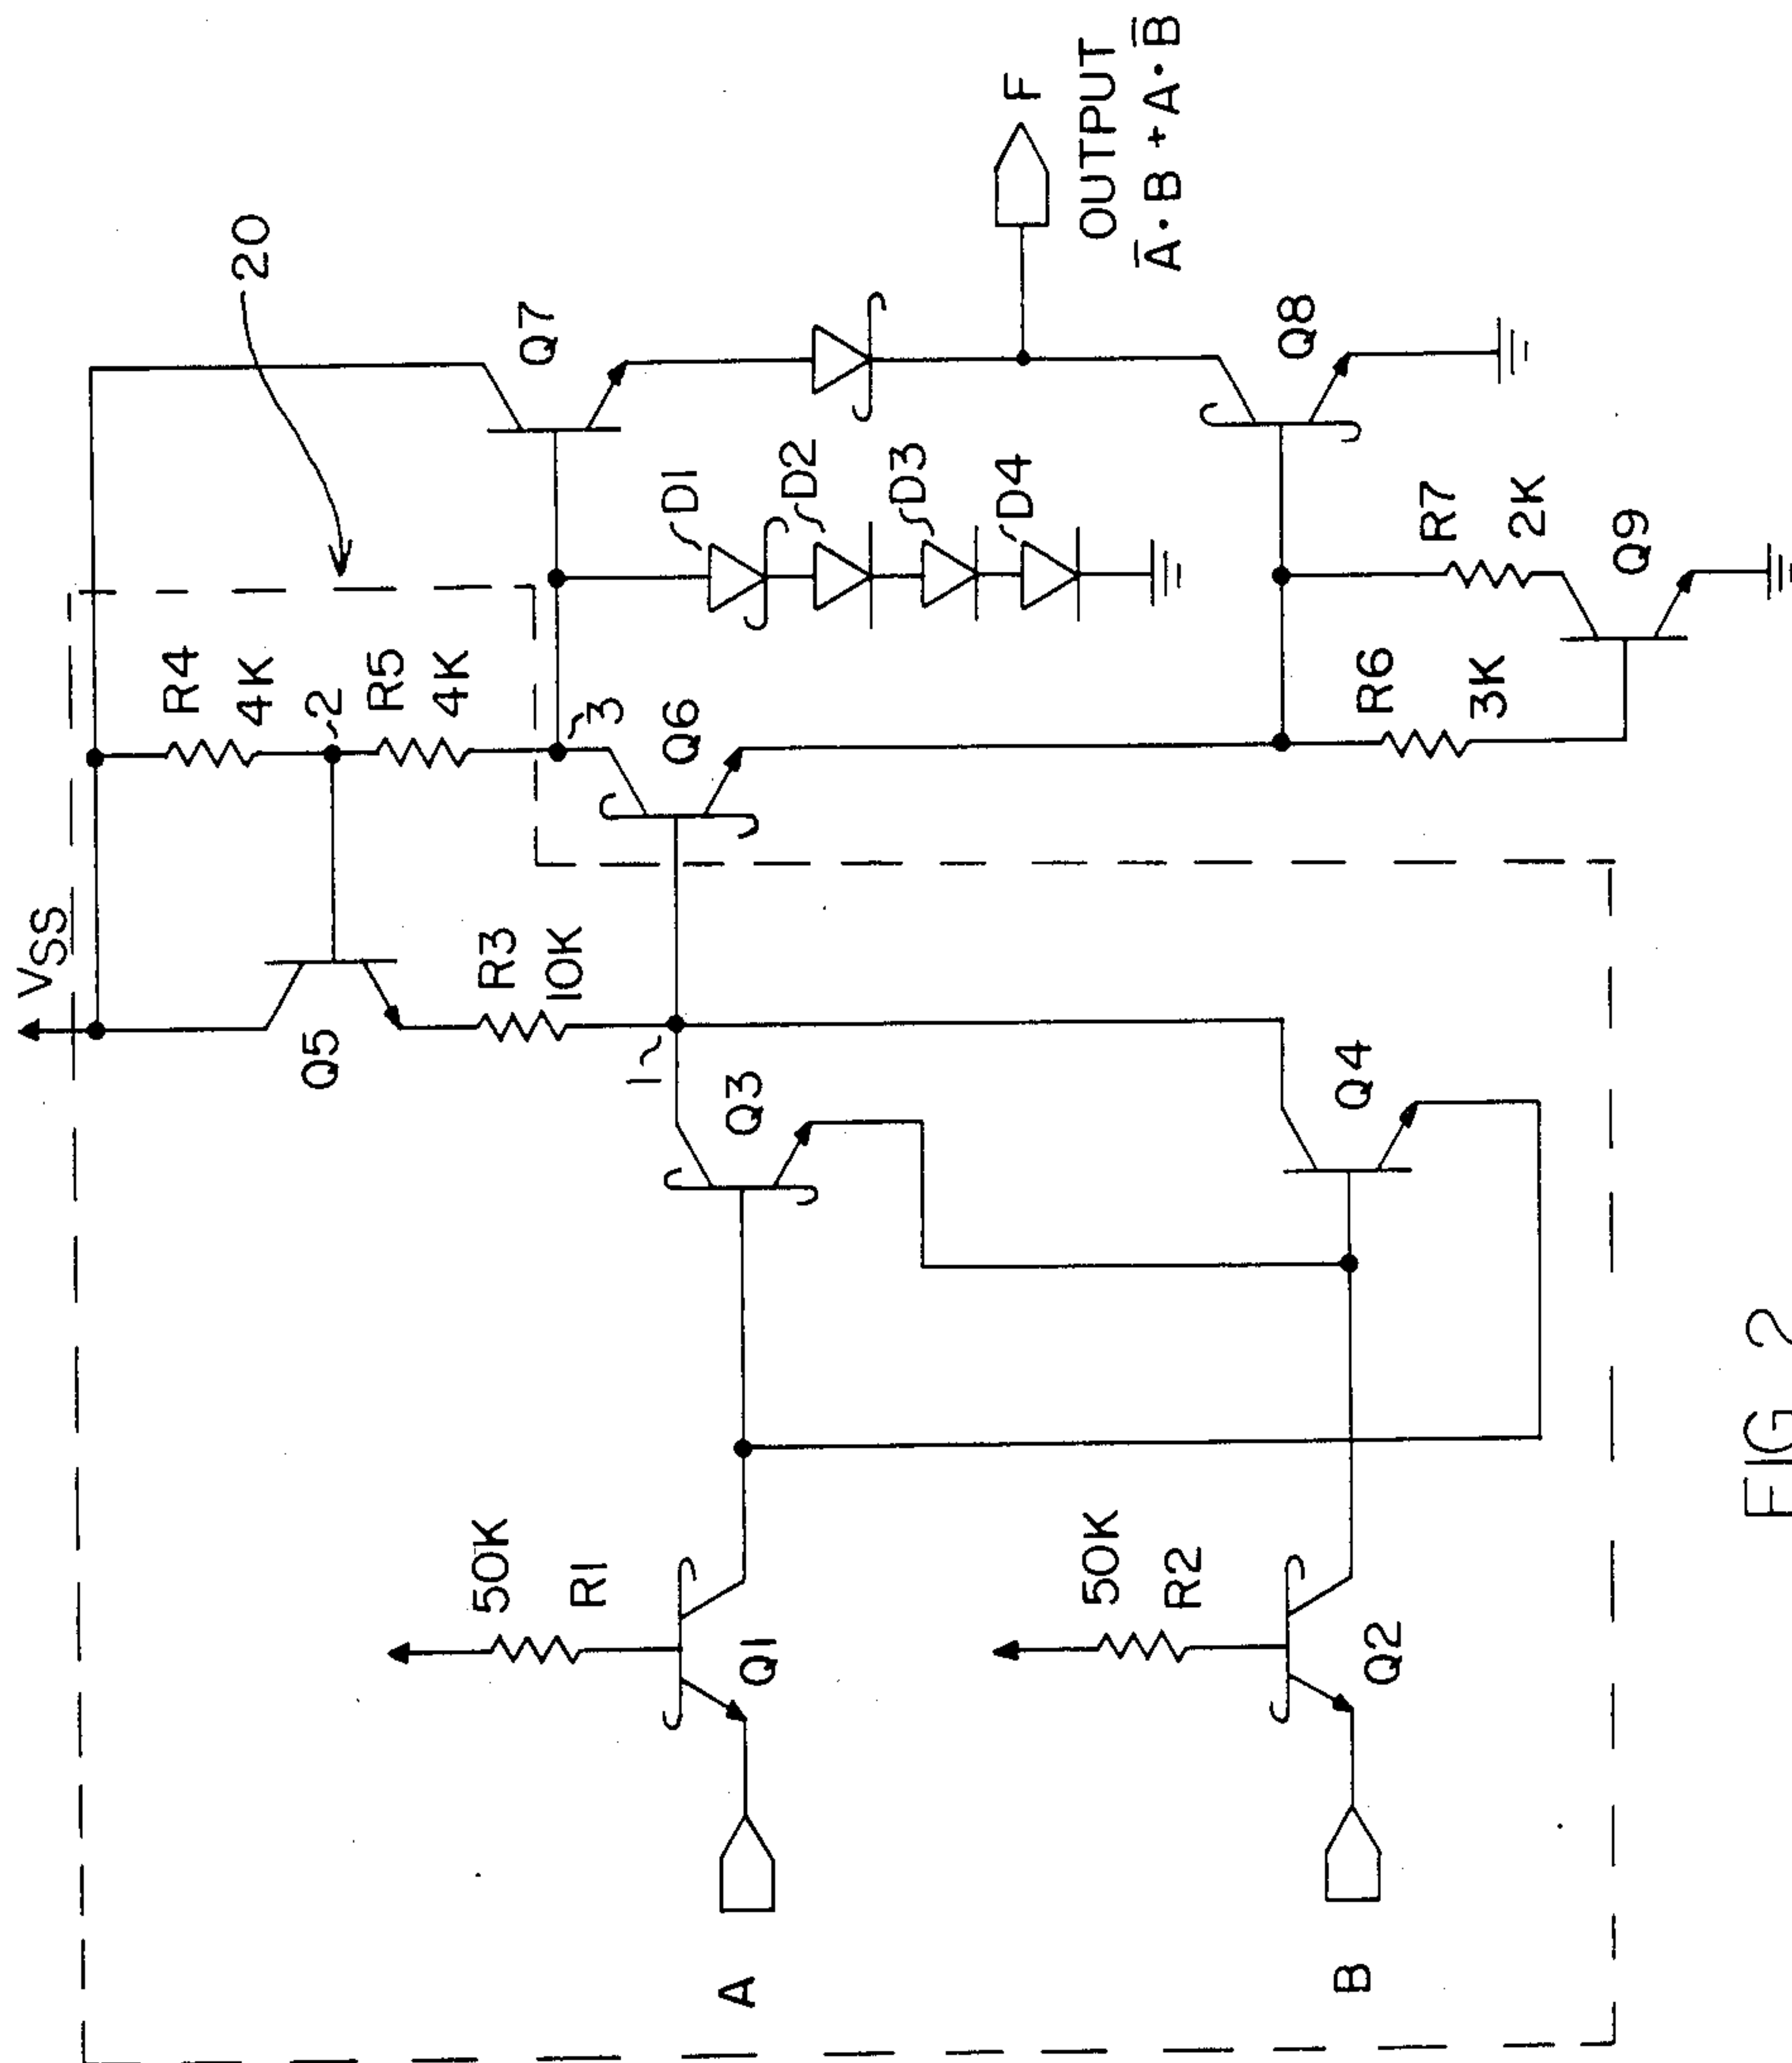 VSS
20
R4
4K
2
R5
4K
3
Q5
R3
10K
1
Q6
Q7
D1
D2
D3
D4
F
OUTPUT
A̅·B + A·B̅
Q3
Q4
Q8
R7
2K
R6
3K
Q9
50K
R1
Q1
A
50K
R2
Q2
B
FIG 2